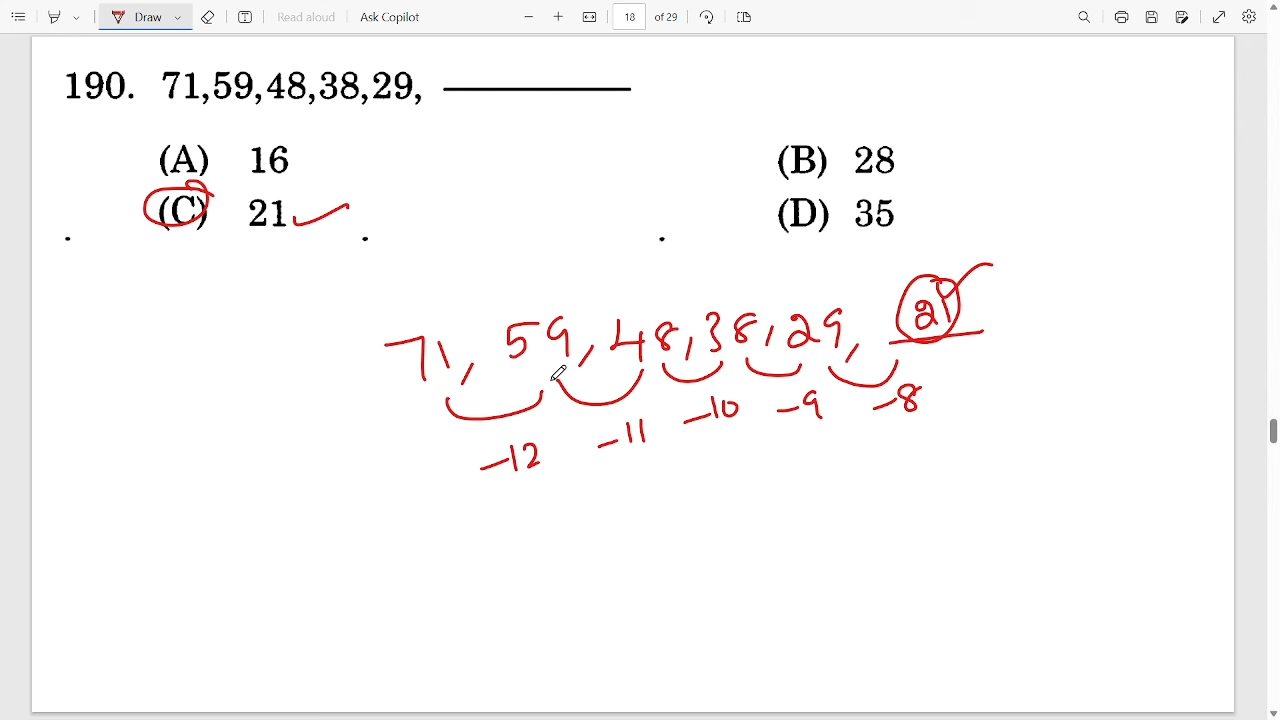 Draw Read aloud Ask Copilot 18 of 29
190. 71,59,48,38,29,
(A) 16 (B) 28
(C) 21 (D) 35
71, 59, 48, 38, 29, 21
-12 -11 -10 -9 -8